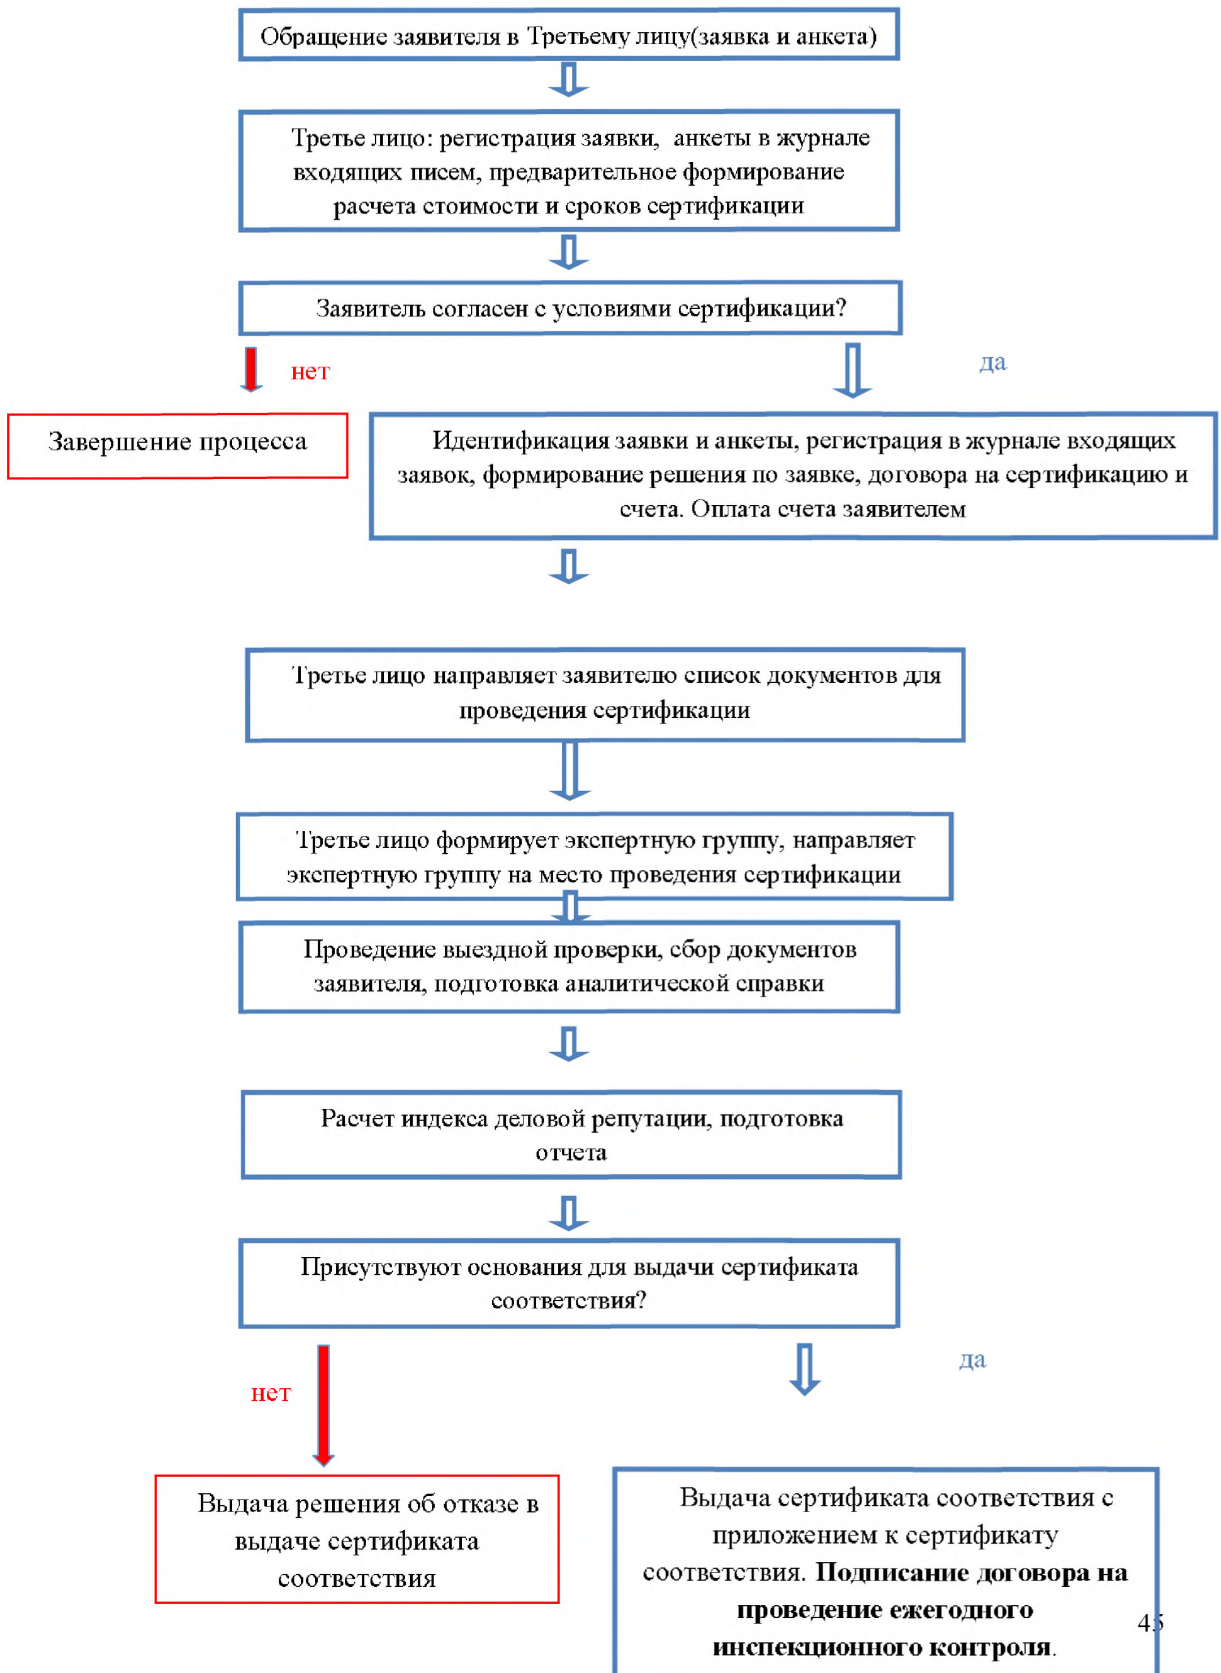 Обращение заявителя в Третьему лицу(заявка и анкета)
Третье лицо: регистрация заявки, анкеты в журнале
входящих писем, предварительное формирование
расчета стоимости и сроков сертификации
Заявитель согласен с условиями сертификации?
нет
да
Завершение процесса
Идентификация заявки и анкеты, регистрация в журнале входящих
заявок, формирование решения по заявке, договора на сертификацию и
счета. Оплата счета заявителем
Третье лицо направляет заявителю список документов для
проведения сертификации
Третье лицо формирует экспертную группу, направляет
экспертную группу на место проведения сертификации
Проведение выездной проверки, сбор документов
заявителя, подготовка аналитической справки
Расчет индекса деловой репутации, подготовка
отчета
Присутствуют основания для выдачи сертификата
соответствия?
да
нет
Выдача решения об отказе в
выдаче сертификата
соответствия
Выдача сертификата соответствия с
приложением к сертификату
соответствия. Подписание договора на
проведение ежегодного
инспекционного контроля.
45